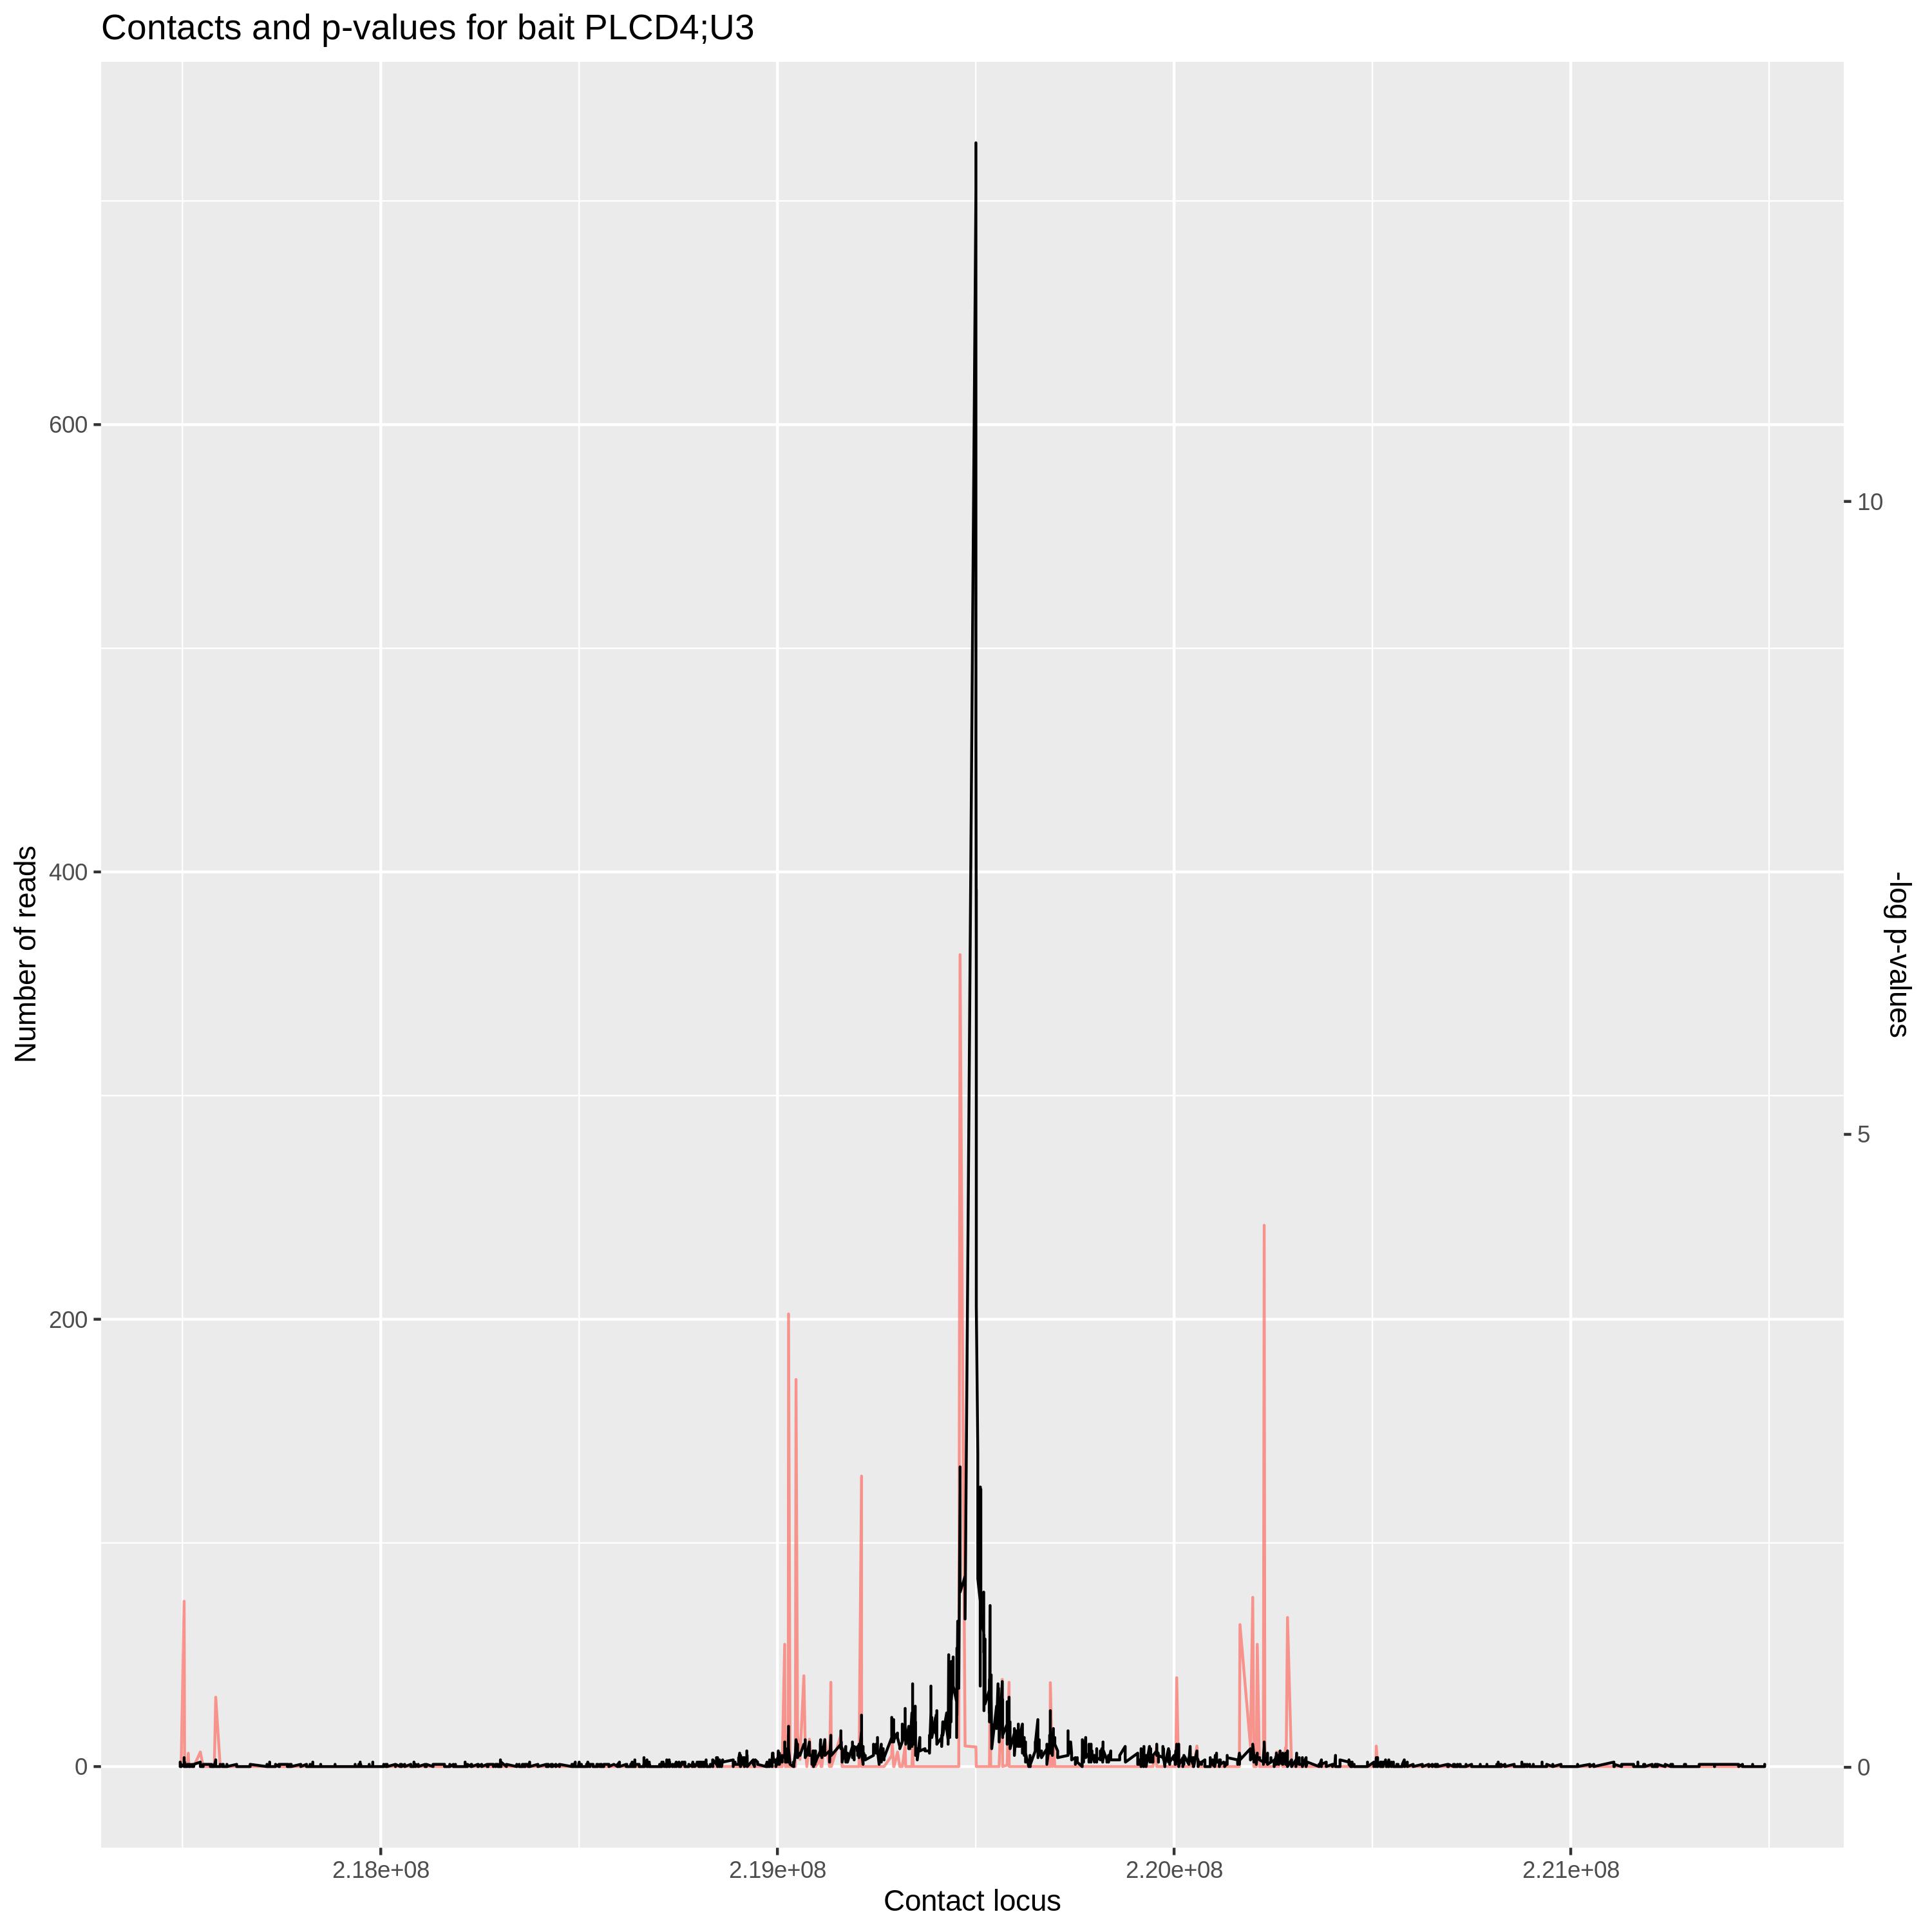 Contacts and p-values for bait PLCD4;U3
Number of reads
600
400
200
0
10
5
0
-log p-values
2.18e+08 2.19e+08 2.20e+08 2.21e+08
Contact locus